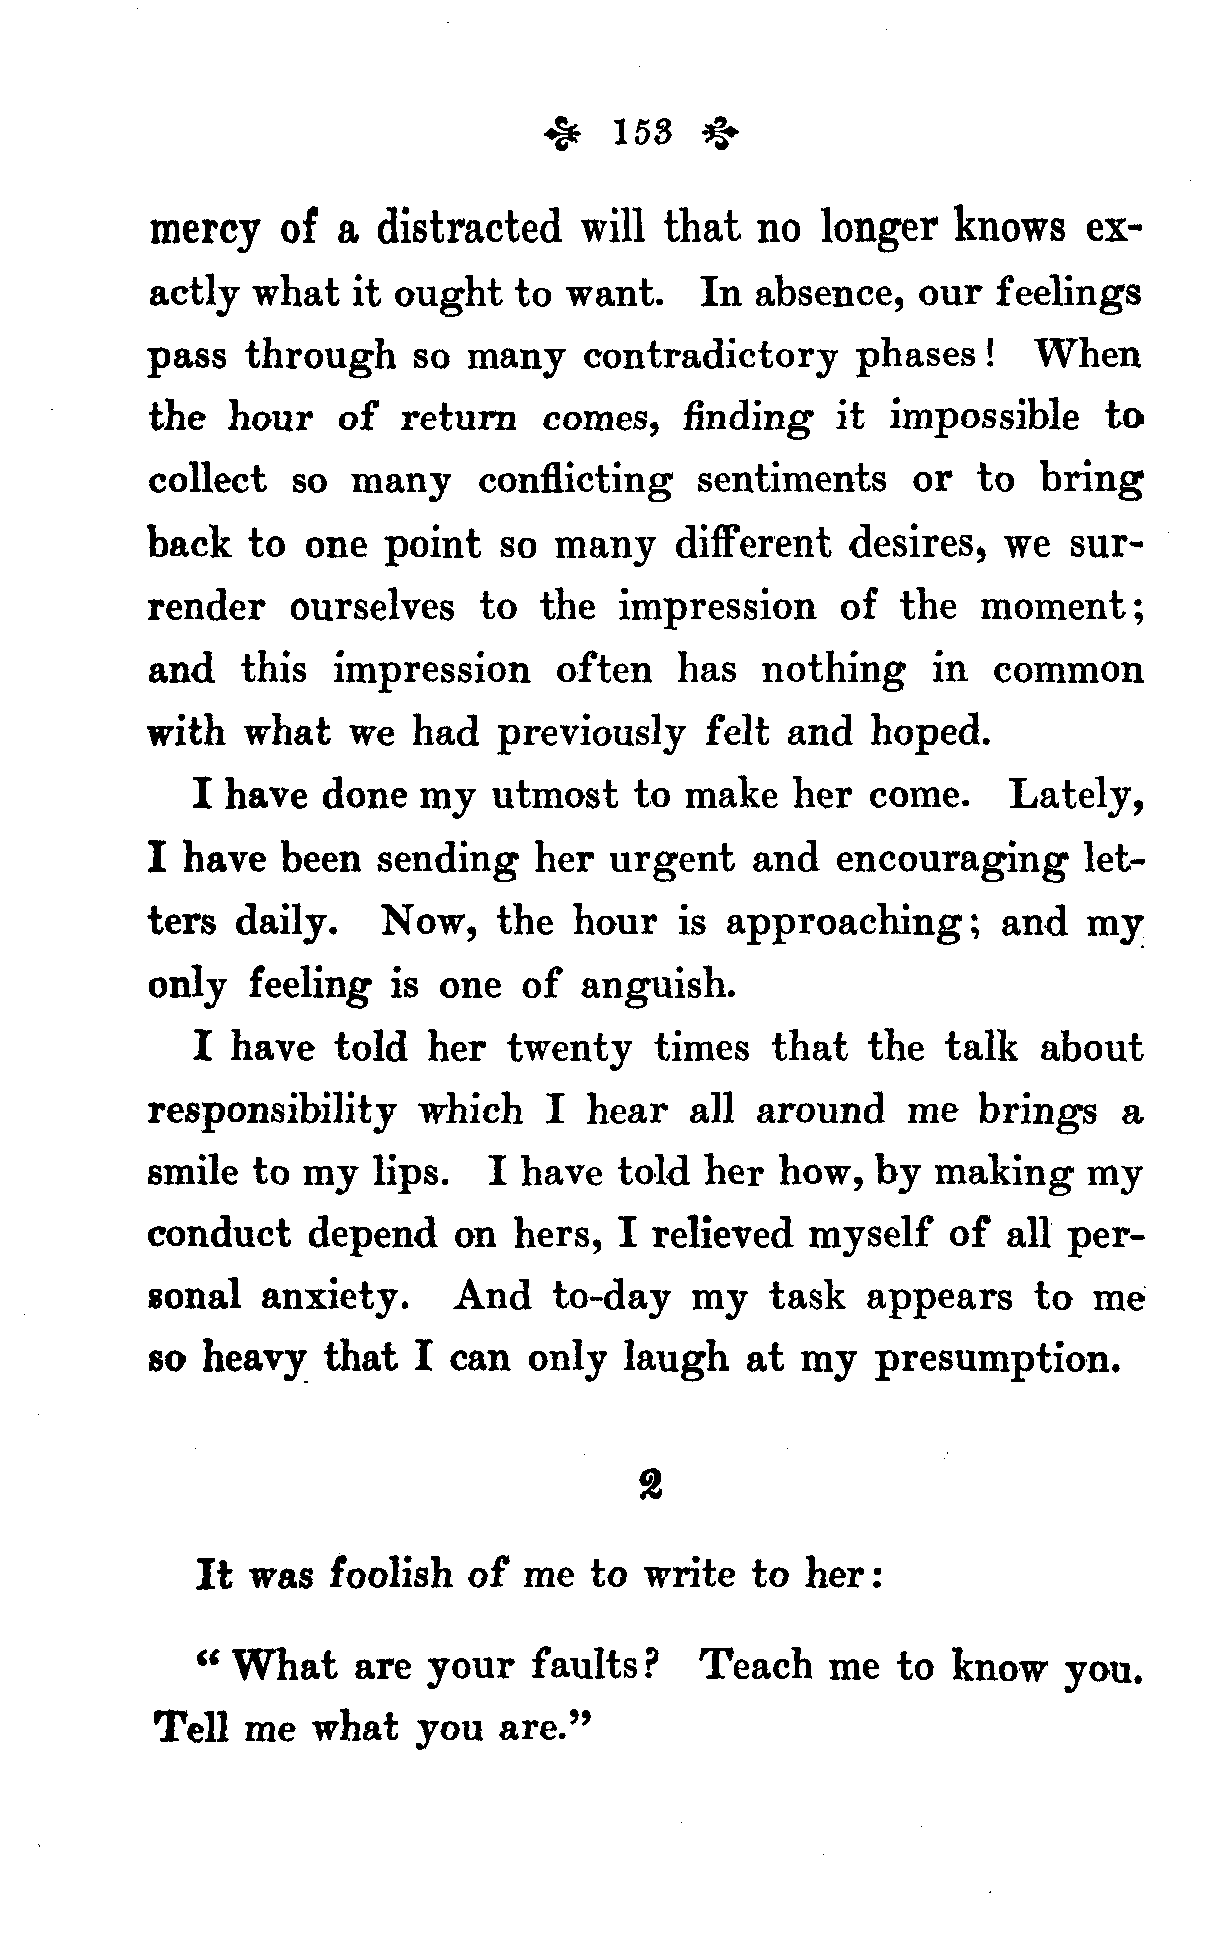 153
mercy of a distracted will that no longer knows ex-
actly what it ought to want. In absence, our feelings
pass through so many contradictory phases! When
the hour of return comes, finding it impossible to
collect so many conflicting sentiments or to bring
back to one point so many different desires, we sur-
render ourselves to the impression of the moment;
and this impression often has nothing in common
with what we had previously felt and hoped.
I have done my utmost to make her come. Lately,
I have been sending her urgent and encouraging let-
ters daily. Now, the hour is approaching; and my
only feeling is one of anguish.
I have told her twenty times that the talk about
responsibility which I hear all around me brings a
smile to my lips. I have told her how, by making my
conduct depend on hers, I relieved myself of all per-
sonal anxiety. And to-day my task appears to me
so heavy that I can only laugh at my presumption.
2
It was foolish of me to write to her:
“What are your faults? Teach me to know you.
Tell me what you are.”